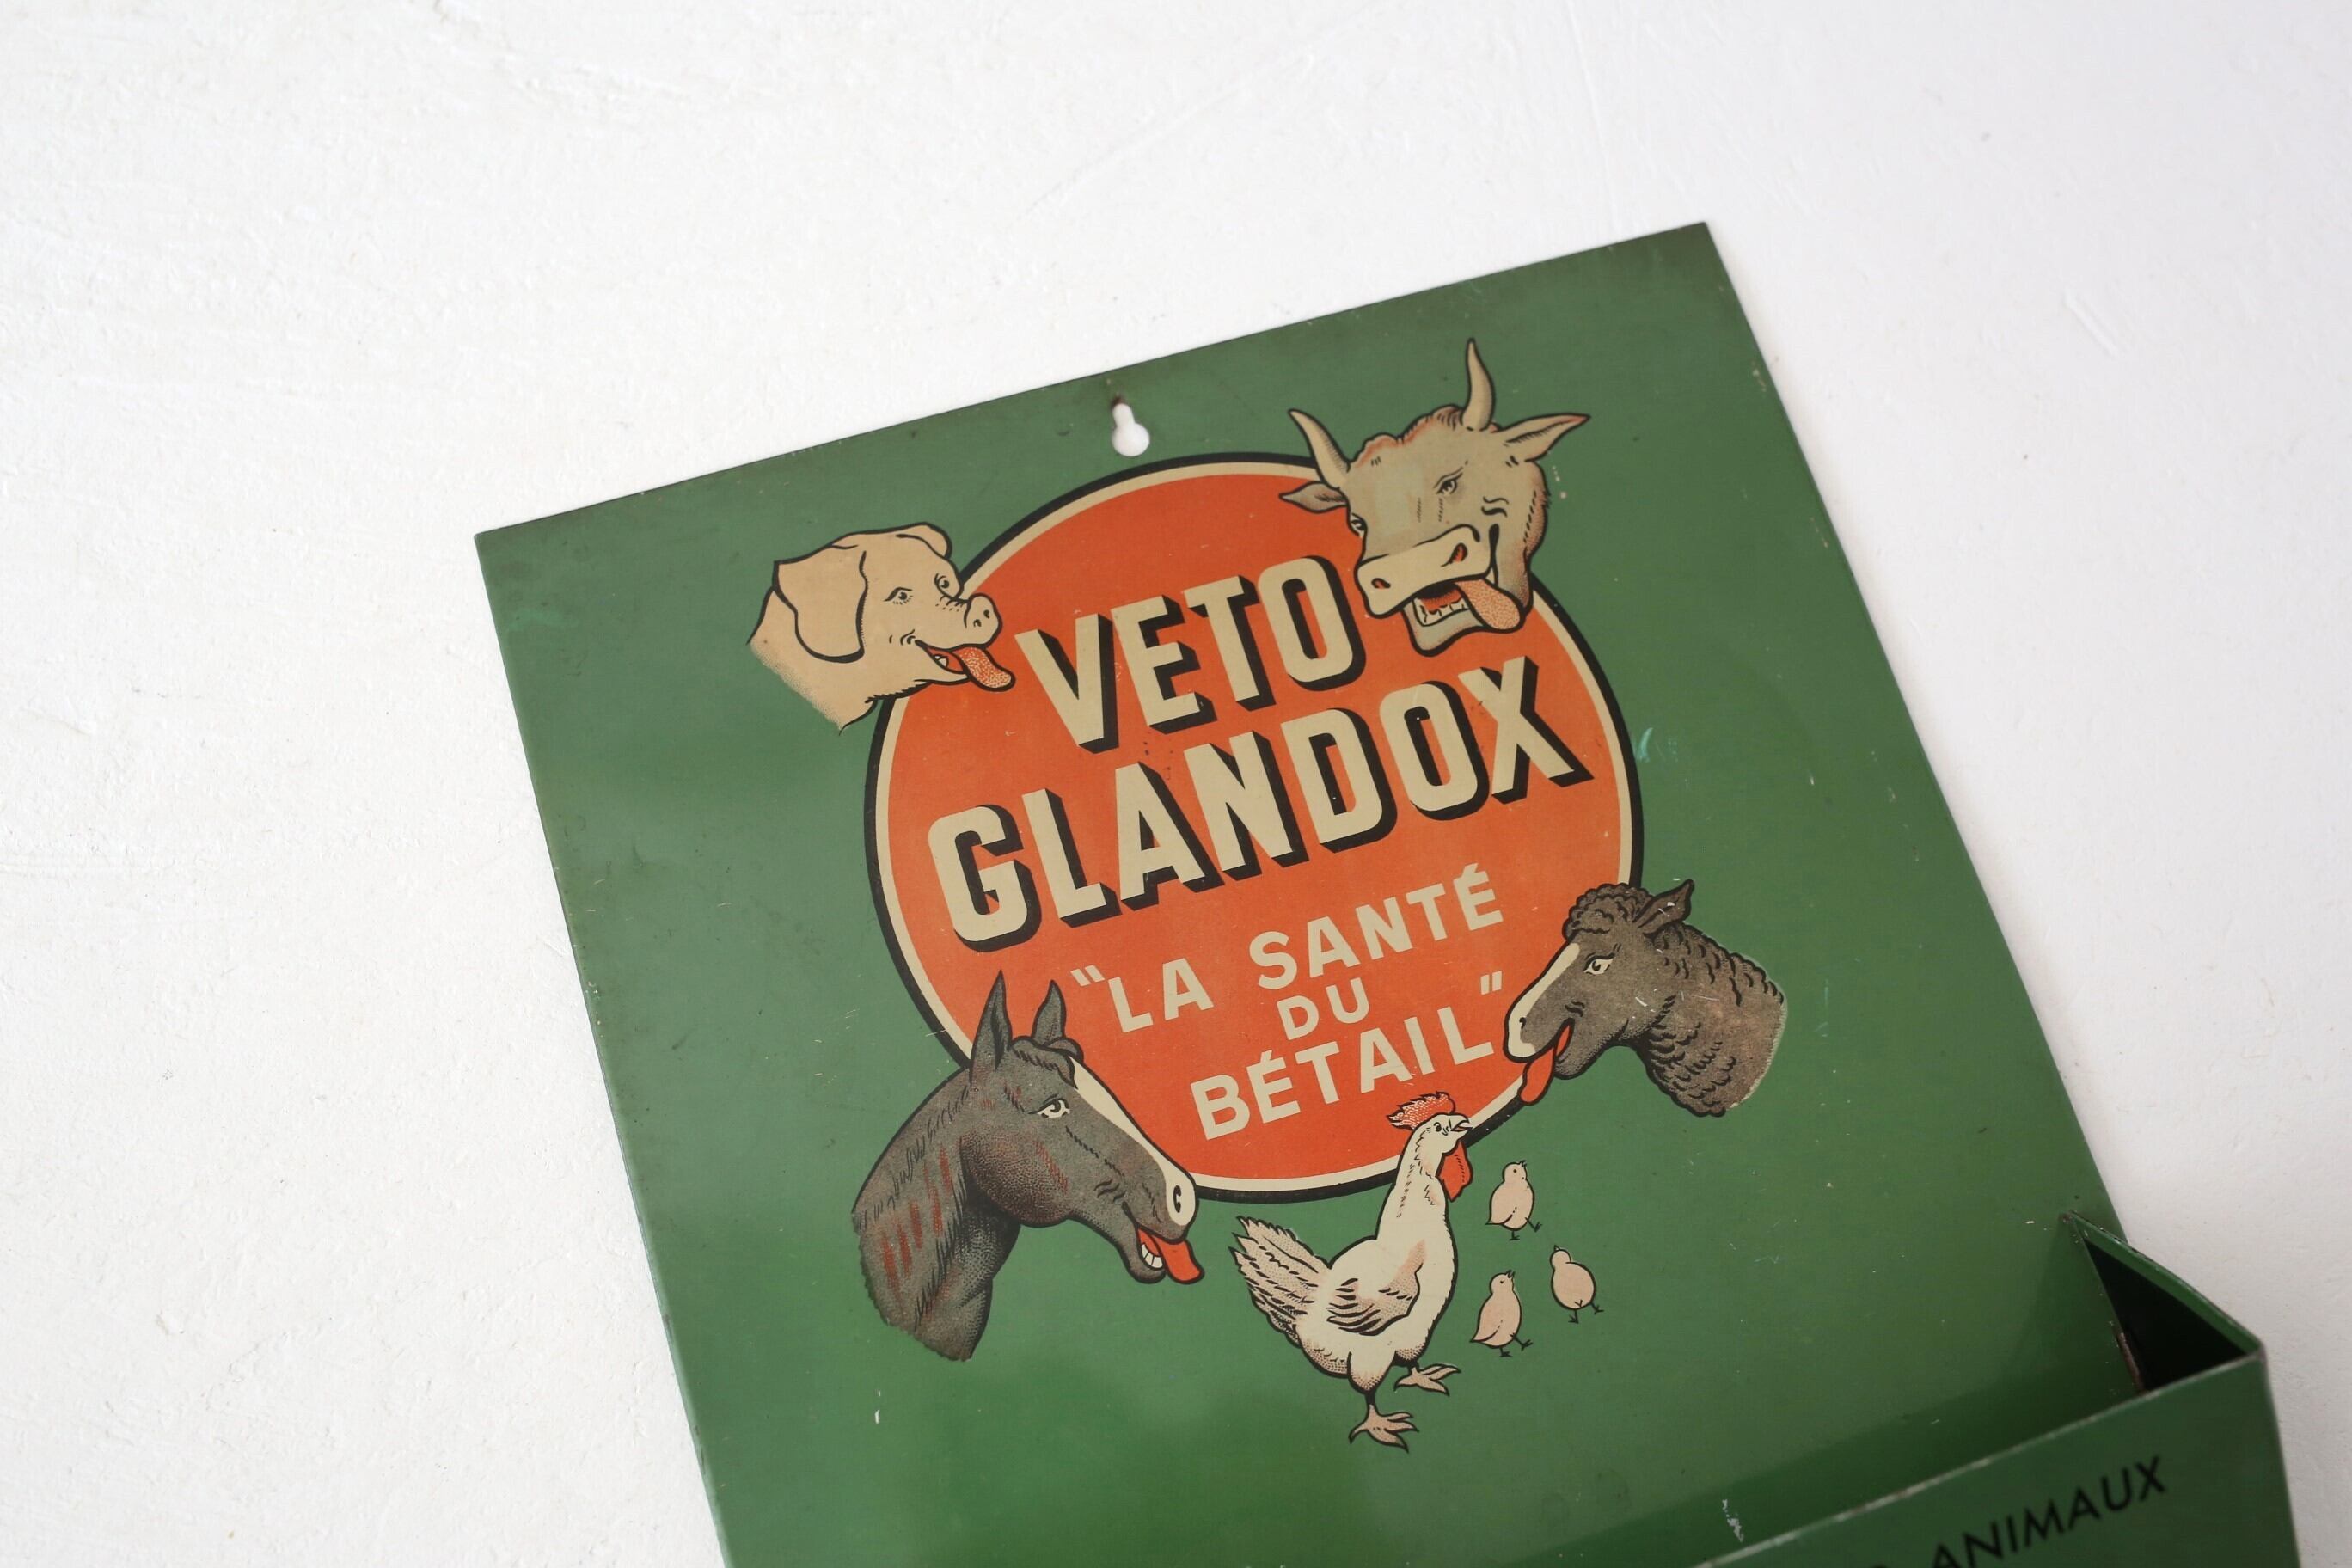 VETO
GLANDOX
"LA SANTÉ
DU
BÉTAIL"
ANIMAUX